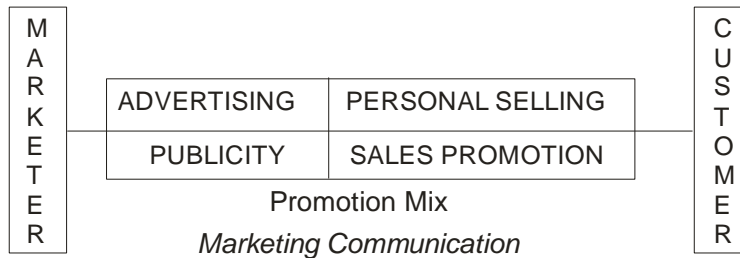 MARKETER
ADVERTISING PERSONAL SELLING
PUBLICITY SALES PROMOTION
CUSTOMER
Promotion Mix
Marketing Communication